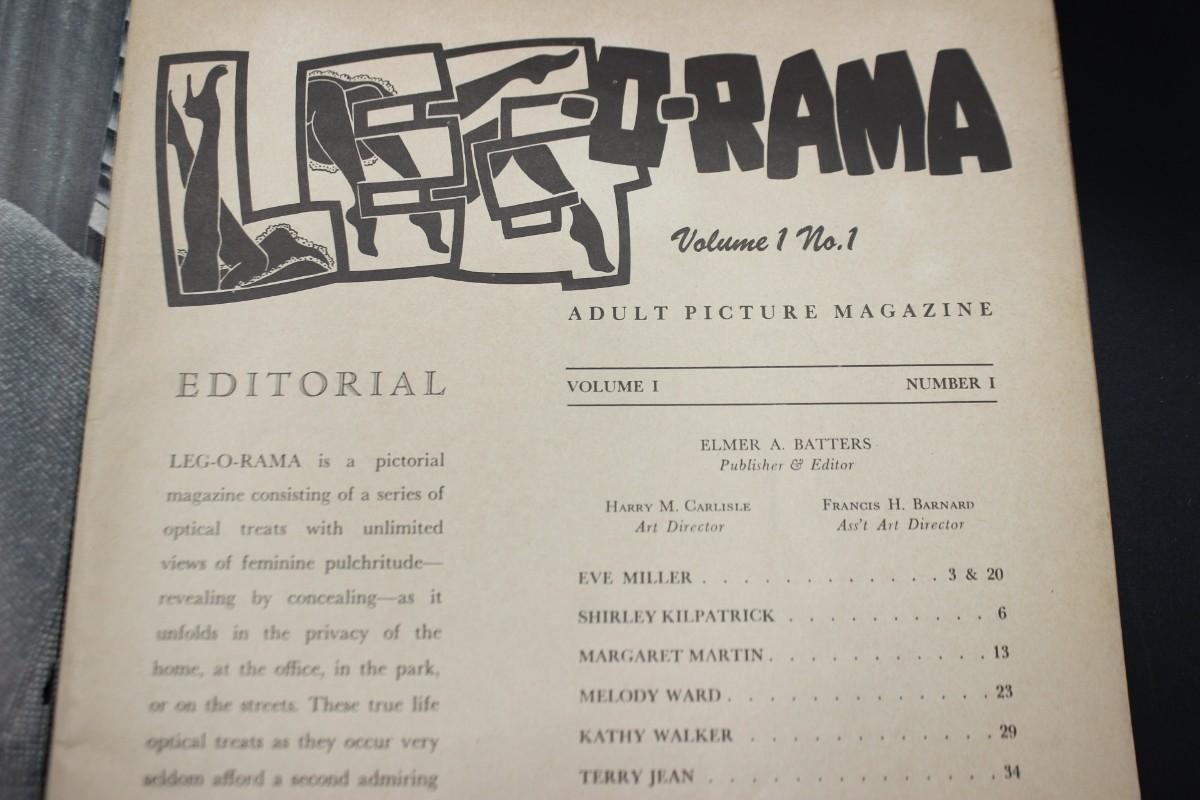 LEG-O-RAMA
Volume 1 No.1
ADULT PICTURE MAGAZINE
EDITORIAL
LEG-O-RAMA is a pictorial
magazine consisting of a series of
optical treats with unlimited
views of feminine pulchritude—
revealing by concealing—as it
unfolds in the privacy of the
home, at the office, in the park,
or on the streets. These true life
optical treats as they occur very
seldom afford a second admiring
VOLUME I NUMBER I
ELMER A. BATTERS
Publisher & Editor
HARRY M. CARLISLE FRANCIS H. BARNARD
Art Director Ass't Art Director
EVE MILLER . . . . . . . . . . . . 3 & 20
SHIRLEY KILPATRICK . . . . . . . . . . 6
MARGARET MARTIN . . . . . . . . . . . 13
MELODY WARD . . . . . . . . . . . . . 23
KATHY WALKER . . . . . . . . . . . . 29
TERRY JEAN . . . . . . . . . . . . . . 34